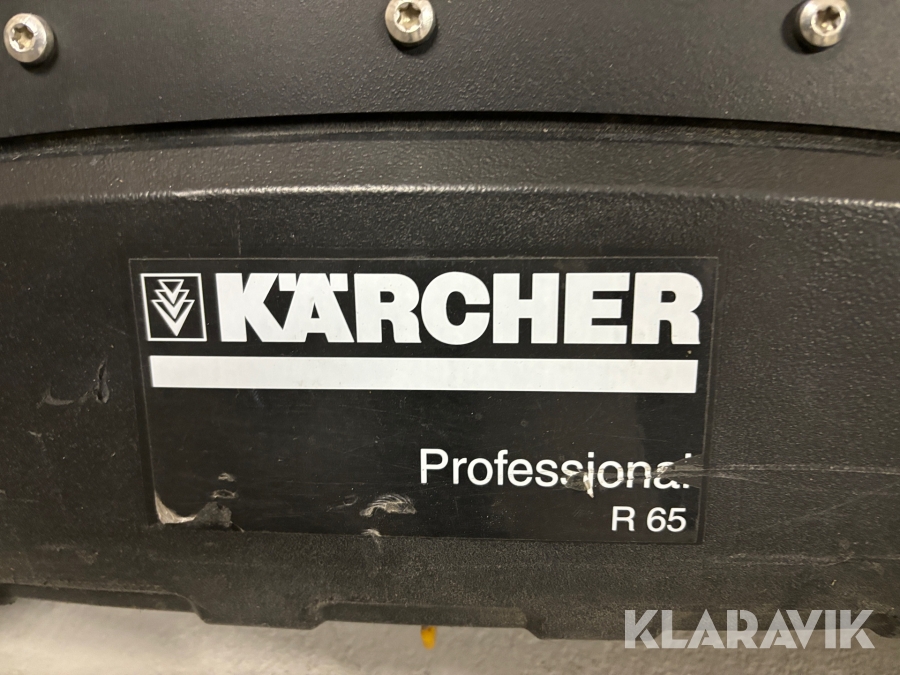 KÄRCHER
Professional
R 65
KLARAVIK